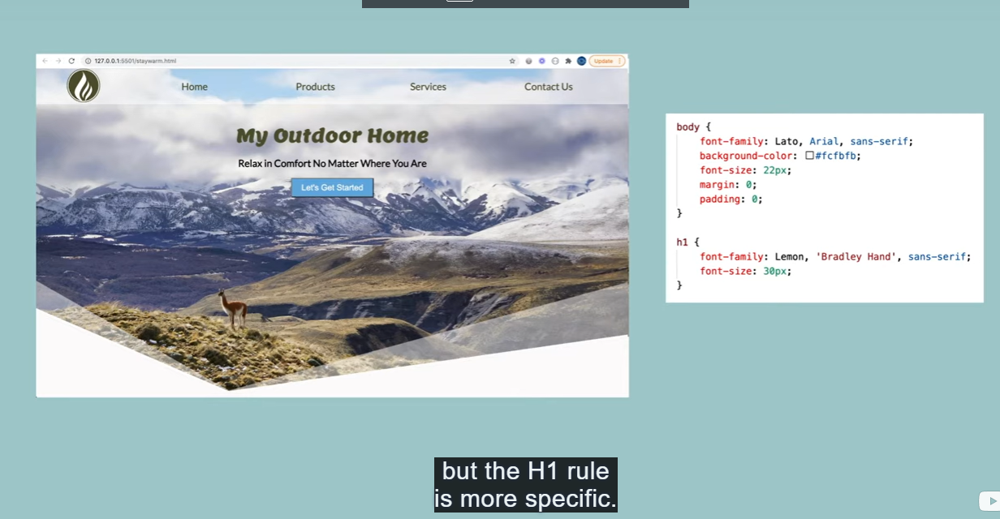 127.0.0.1:5501/staywarm.html
Update
Home Products Services Contact Us
My Outdoor Home
Relax in Comfort No Matter Where You Are
Let's Get Started
body {
font-family: Lato, Arial, sans-serif;
background-color: #fcfbfb;
font-size: 22px;
margin: 0;
padding: 0;
}
h1 {
font-family: Lemon, 'Bradley Hand', sans-serif;
font-size: 30px;
}
but the H1 rule
is more specific.